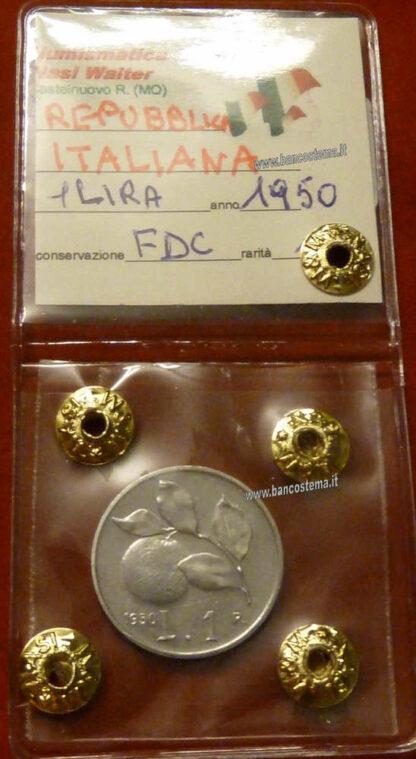 Numismatica
Nasi Walter
Castelnuovo R. (MO)
REPUBBLICA
ITALIANA
www.bancostema.it
1 LIRA anno 1950
conservazione FDC rarità
www.bancostema.it
1950 L.1 R